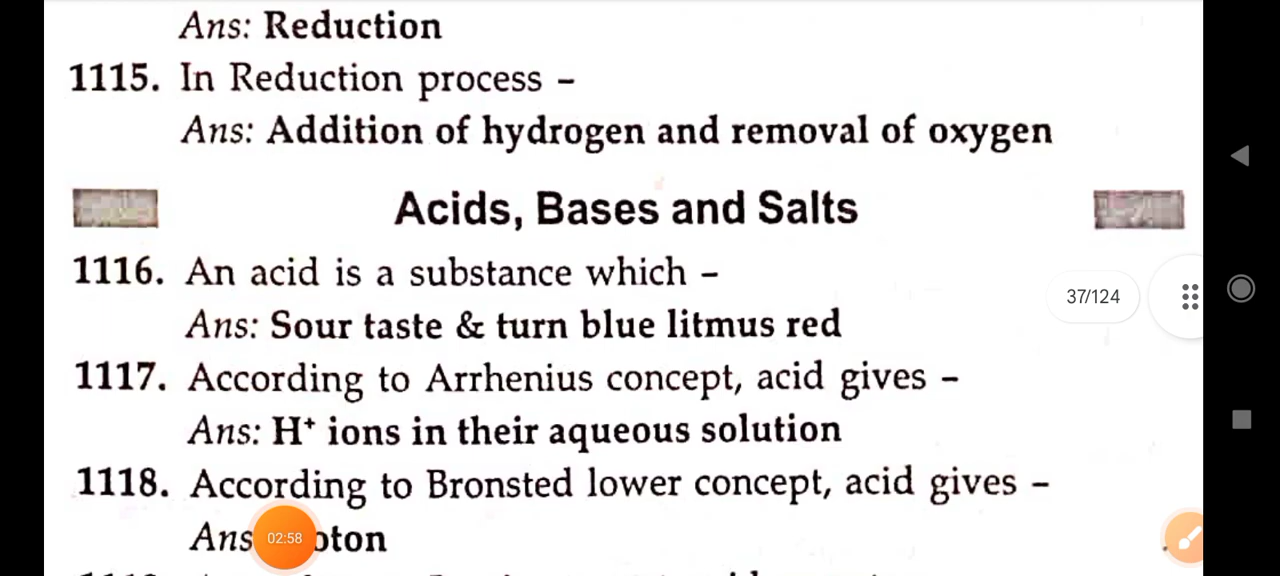 Ans: Reduction
1115. In Reduction process –
Ans: Addition of hydrogen and removal of oxygen
Acids, Bases and Salts
1116. An acid is a substance which –
37/124
Ans: Sour taste & turn blue litmus red
1117. According to Arrhenius concept, acid gives –
Ans: H⁺ ions in their aqueous solution
1118. According to Bronsted lower concept, acid gives –
Ans
02:58